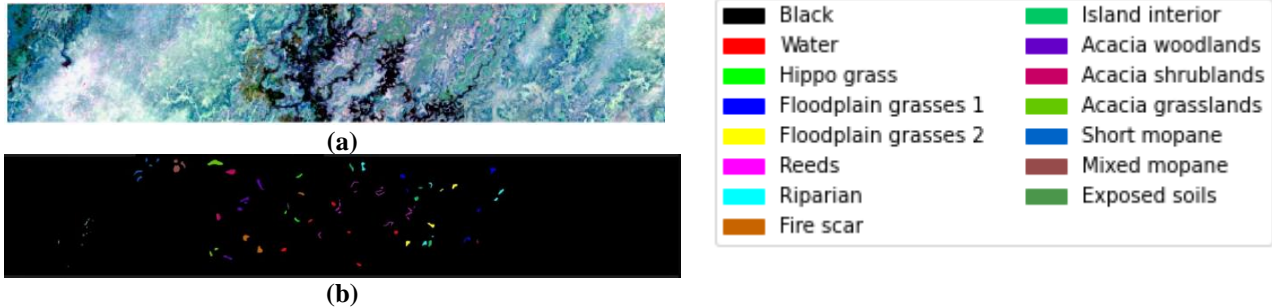 (a)
(b)
Black
Water
Hippo grass
Floodplain grasses 1
Floodplain grasses 2
Reeds
Riparian
Fire scar
Island interior
Acacia woodlands
Acacia shrublands
Acacia grasslands
Short mopane
Mixed mopane
Exposed soils